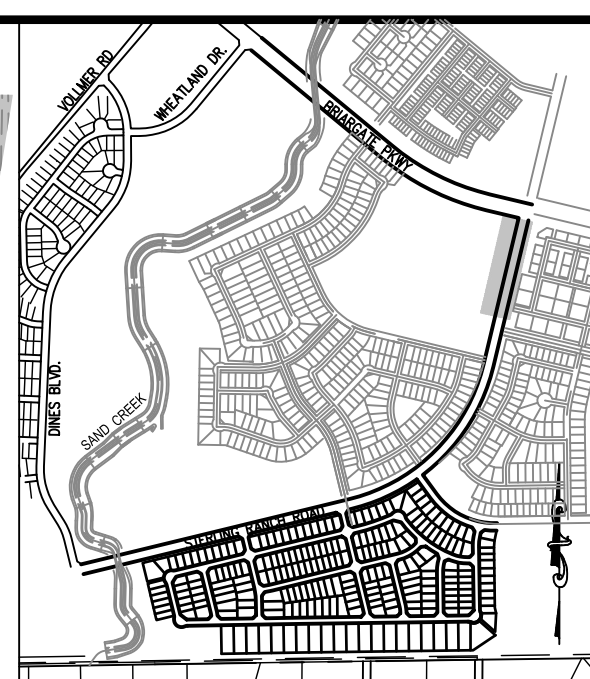 VOLLMER RD
WHEATLAND DR.
BRIARGATE PKWY
DINES BLVD.
SAND CREEK
STERLING RANCH ROAD